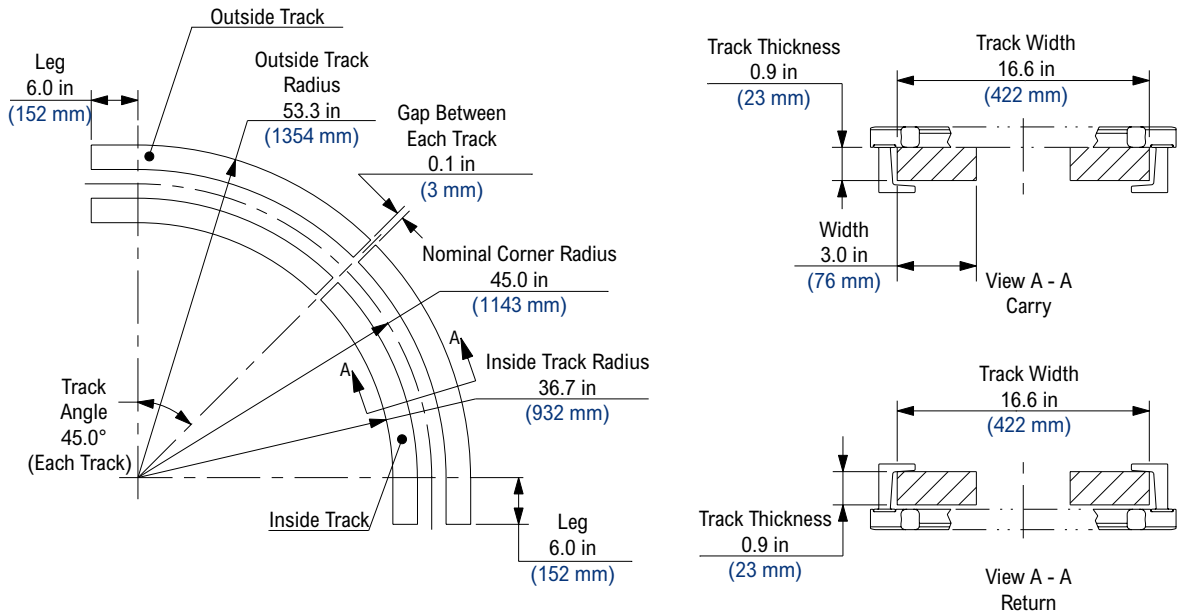 Outside Track
Leg
6.0 in
(152 mm)
Outside Track
Radius
53.3 in
(1354 mm)
Gap Between
Each Track
0.1 in
(3 mm)
Nominal Corner Radius
45.0 in
(1143 mm)
A
A
Inside Track Radius
36.7 in
(932 mm)
Track
Angle
45.0°
(Each Track)
Inside Track
Leg
6.0 in
(152 mm)
Track Thickness
0.9 in
(23 mm)
Track Width
16.6 in
(422 mm)
Width
3.0 in
(76 mm)
View A - A
Carry
Track Width
16.6 in
(422 mm)
Track Thickness
0.9 in
(23 mm)
View A - A
Return